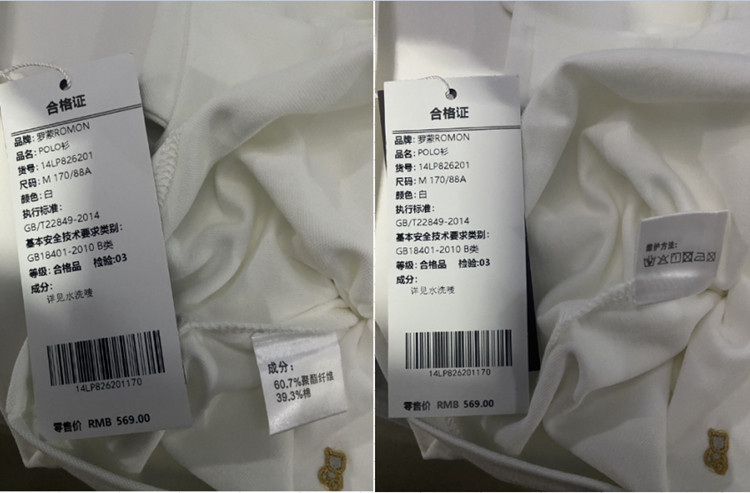 合格证
品牌: 罗蒙ROMON
品名: POLO衫
货号: 14LP826201
尺码: M 170/88A
颜色: 白
执行标准:
GB/T22849-2014
基本安全技术要求类别:
GB18401-2010 B类
等级: 合格品 检验:03
成分:
详见水洗唛
14LP826201170
零售价 RMB 569.00
成分:
60.7%聚酯纤维
39.3%棉
合格证
品牌: 罗蒙ROMON
品名: POLO衫
货号: 14LP826201
尺码: M 170/88A
颜色: 白
执行标准:
GB/T22849-2014
基本安全技术要求类别:
GB18401-2010 B类
等级: 合格品 检验:03
成分:
详见水洗唛
14LP826201170
零售价 RMB 569.00
维护方法: